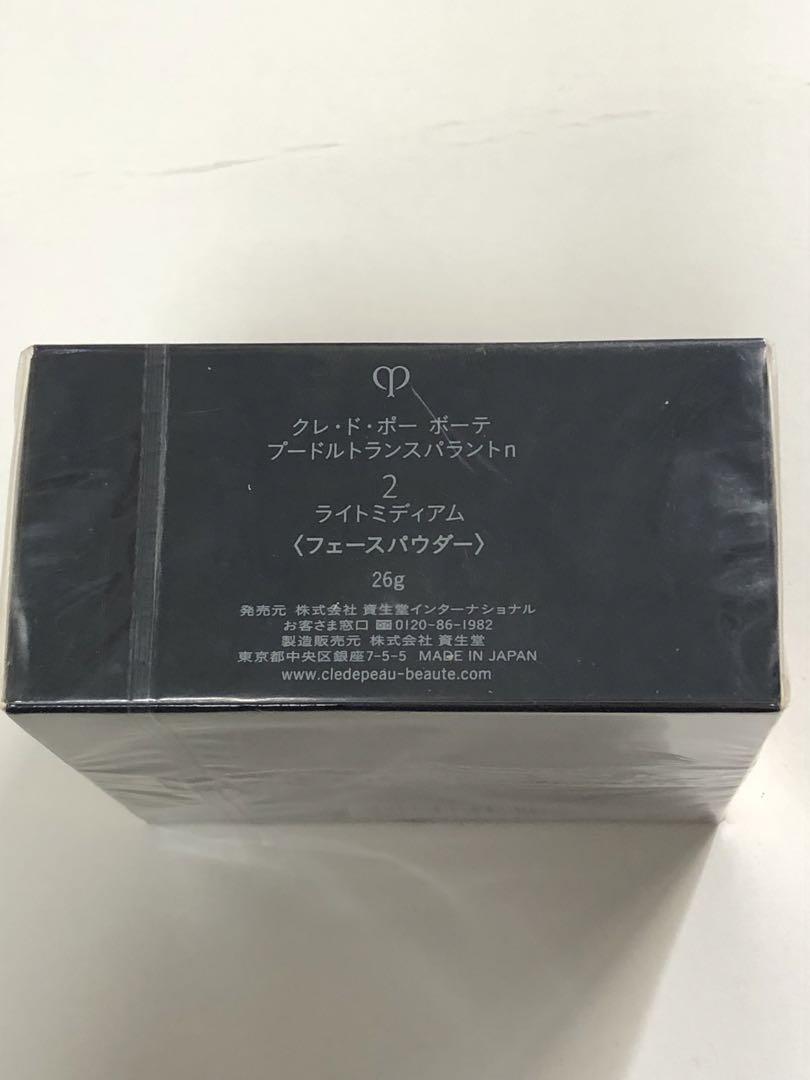 クレ・ド・ポー ボーテ
プードルトランスパラントn
2
ライトミディアム
〈フェースパウダー〉
26g
発売元 株式会社 資生堂インターナショナル
お客さま窓口 0120-86-1982
製造販売元 株式会社 資生堂
東京都中央区銀座7-5-5 MADE IN JAPAN
www.cledepeau-beaute.com